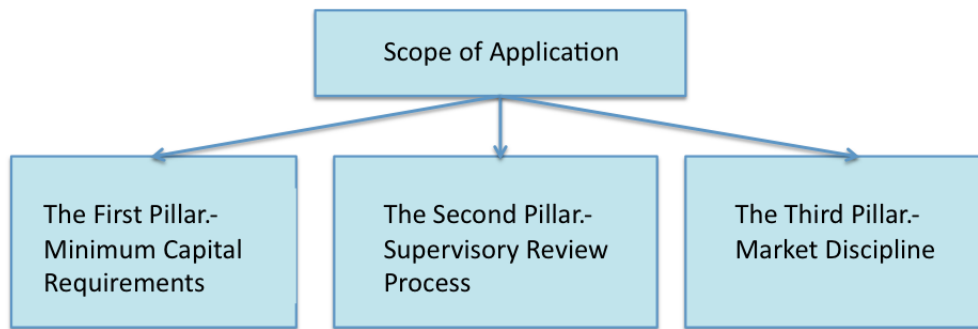 Scope of Application
The First Pillar.-
Minimum Capital
Requirements
The Second Pillar.-
Supervisory Review
Process
The Third Pillar.-
Market Discipline